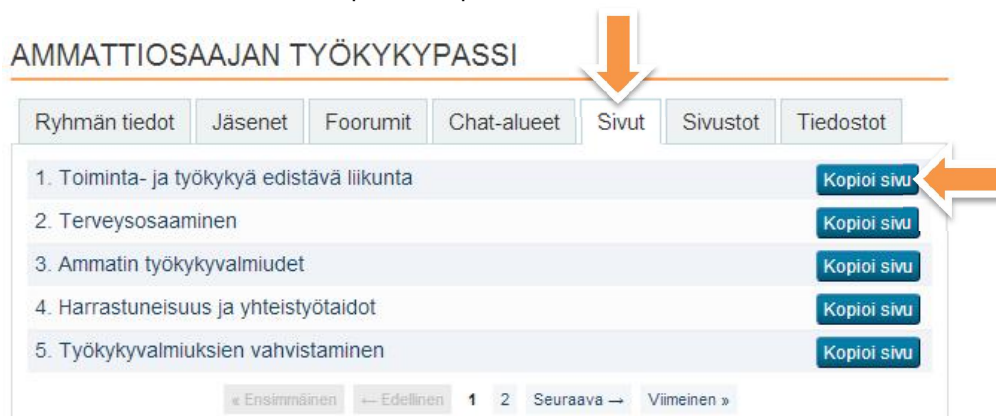 AMMATTIOSAAJAN TYÖKYKYPASSI
Ryhmän tiedot Jäsenet Foorumit Chat-alueet Sivut Sivustot Tiedostot
1. Toiminta- ja työkykyä edistävä liikunta Kopioi sivu
2. Terveysosaaminen Kopioi sivu
3. Ammatin työkykyvalmiudet Kopioi sivu
4. Harrastuneisuus ja yhteistyötaidot Kopioi sivu
5. Työkykyvalmiuksien vahvistaminen Kopioi sivu
« Ensimmäinen ← Edellinen 1 2 Seuraava → Viimeinen »